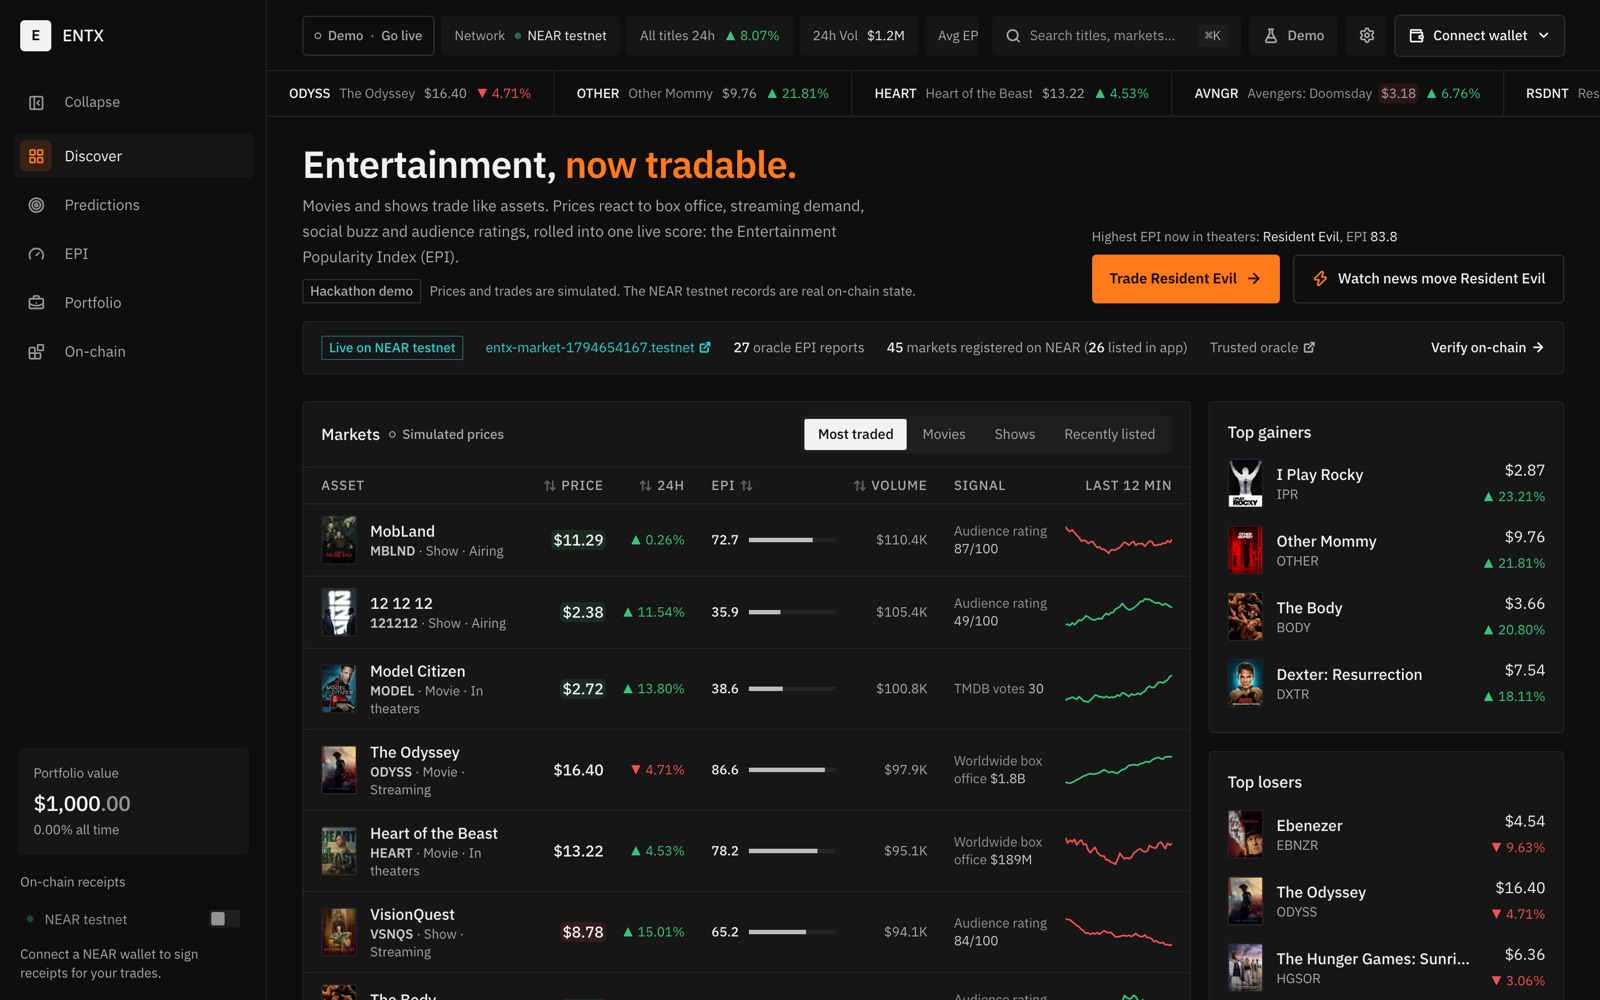 E ENTX
Collapse
Discover
Predictions
EPI
Portfolio
On-chain
Portfolio value
$1,000.00
0.00% all time
On-chain receipts
NEAR testnet
Connect a NEAR wallet to sign
receipts for your trades.
Demo · Go live
Network NEAR testnet
All titles 24h ▲ 8.07%
24h Vol $1.2M
Avg EP
Search titles, markets... ⌘K
Demo
Connect wallet
ODYSS The Odyssey $16.40 ▼ 4.71%
OTHER Other Mommy $9.76 ▲ 21.81%
HEART Heart of the Beast $13.22 ▲ 4.53%
AVNGR Avengers: Doomsday $3.18 ▲ 6.76%
RSDNT Res
Entertainment, now tradable.
Movies and shows trade like assets. Prices react to box office, streaming demand,
social buzz and audience ratings, rolled into one live score: the Entertainment
Popularity Index (EPI).
Hackathon demo Prices and trades are simulated. The NEAR testnet records are real on-chain state.
Highest EPI now in theaters: Resident Evil, EPI 83.8
Trade Resident Evil →
Watch news move Resident Evil
Live on NEAR testnet entx-market-1794654167.testnet 27 oracle EPI reports 45 markets registered on NEAR (26 listed in app) Trusted oracle Verify on-chain →
Markets Simulated prices
Most traded Movies Shows Recently listed
ASSET PRICE 24H EPI VOLUME SIGNAL LAST 12 MIN
MobLand
MBLND · Show · Airing
$11.29 ▲ 0.26% 72.7 $110.4K
Audience rating
87/100
12 12 12
121212 · Show · Airing
$2.38 ▲ 11.54% 35.9 $105.4K
Audience rating
49/100
Model Citizen
MODEL · Movie · In
theaters
$2.72 ▲ 13.80% 38.6 $100.8K
TMDB votes 30
The Odyssey
ODYSS · Movie ·
Streaming
$16.40 ▼ 4.71% 86.6 $97.9K
Worldwide box
office $1.8B
Heart of the Beast
HEART · Movie · In
theaters
$13.22 ▲ 4.53% 78.2 $95.1K
Worldwide box
office $189M
VisionQuest
VSNQS · Show ·
Streaming
$8.78 ▲ 15.01% 65.2 $94.1K
Audience rating
84/100
The Body
Audience rating
Top gainers
I Play Rocky $2.87
IPR ▲ 23.21%
Other Mommy $9.76
OTHER ▲ 21.81%
The Body $3.66
BODY ▲ 20.80%
Dexter: Resurrection $7.54
DXTR ▲ 18.11%
Top losers
Ebenezer $4.54
EBNZR ▼ 9.63%
The Odyssey $16.40
ODYSS ▼ 4.71%
The Hunger Games: Sunri... $6.36
HGSOR ▼ 3.06%